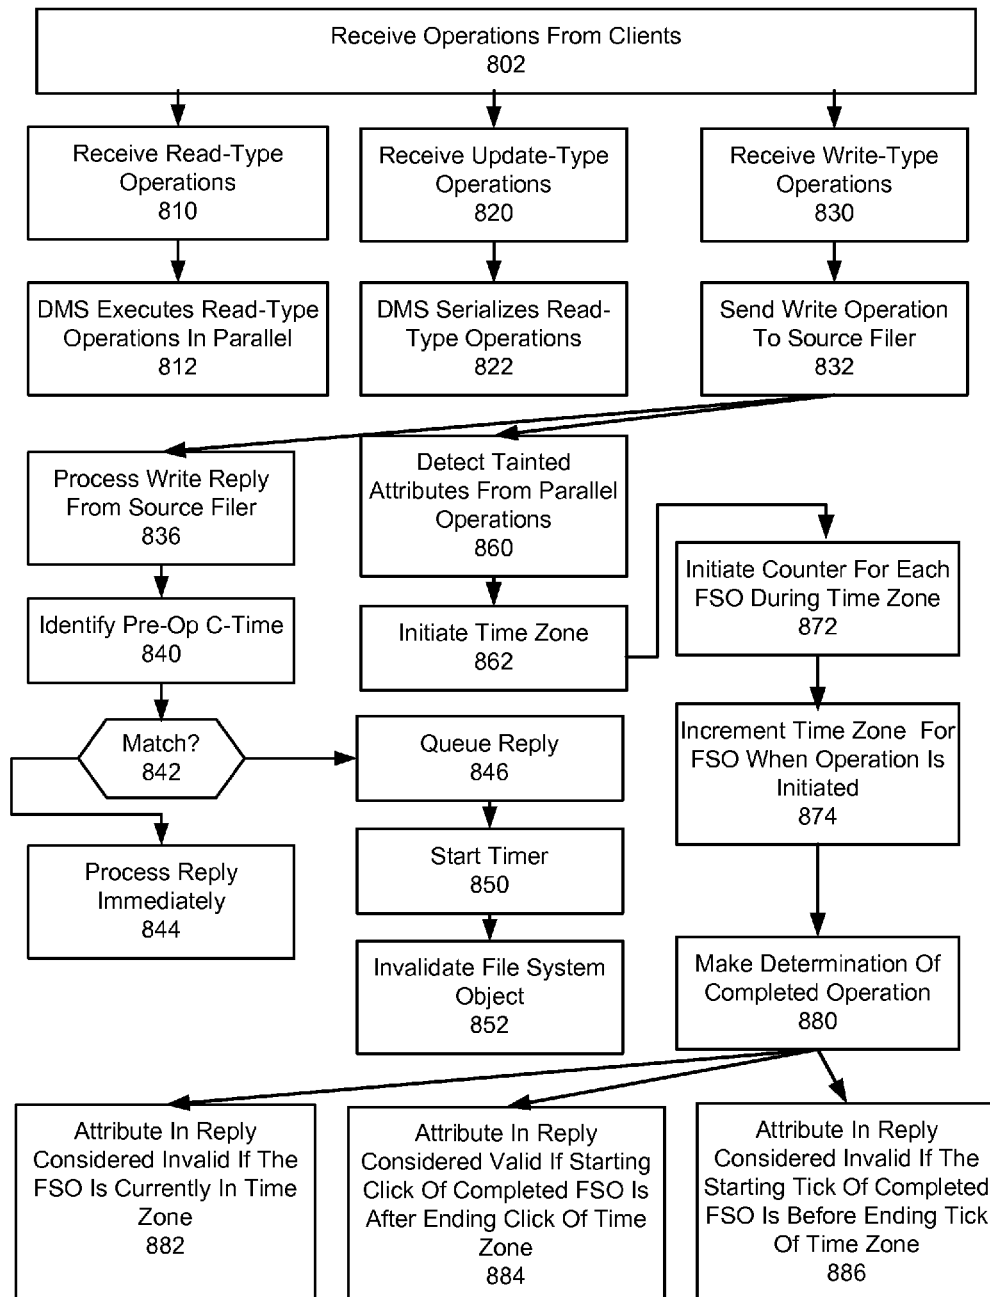 Receive Operations From Clients
802
Receive Read-Type
Operations
810
Receive Update-Type
Operations
820
Receive Write-Type
Operations
830
DMS Executes Read-Type
Operations In Parallel
812
DMS Serializes Read-
Type Operations
822
Send Write Operation
To Source Filer
832
Process Write Reply
From Source Filer
836
Detect Tainted
Attributes From Parallel
Operations
860
Initiate Counter For Each
FSO During Time Zone
872
Identify Pre-Op C-Time
840
Initiate Time Zone
862
Match?
842
Queue Reply
846
Increment Time Zone For
FSO When Operation Is
Initiated
874
Process Reply
Immediately
844
Start Timer
850
Invalidate File System
Object
852
Make Determination Of
Completed Operation
880
Attribute In Reply
Considered Invalid If The
FSO Is Currently In Time
Zone
882
Attribute In Reply
Considered Valid If Starting
Click Of Completed FSO Is
After Ending Click Of Time
Zone
884
Attribute In Reply
Considered Invalid If The
Starting Tick Of Completed
FSO Is Before Ending Tick
Of Time Zone
886